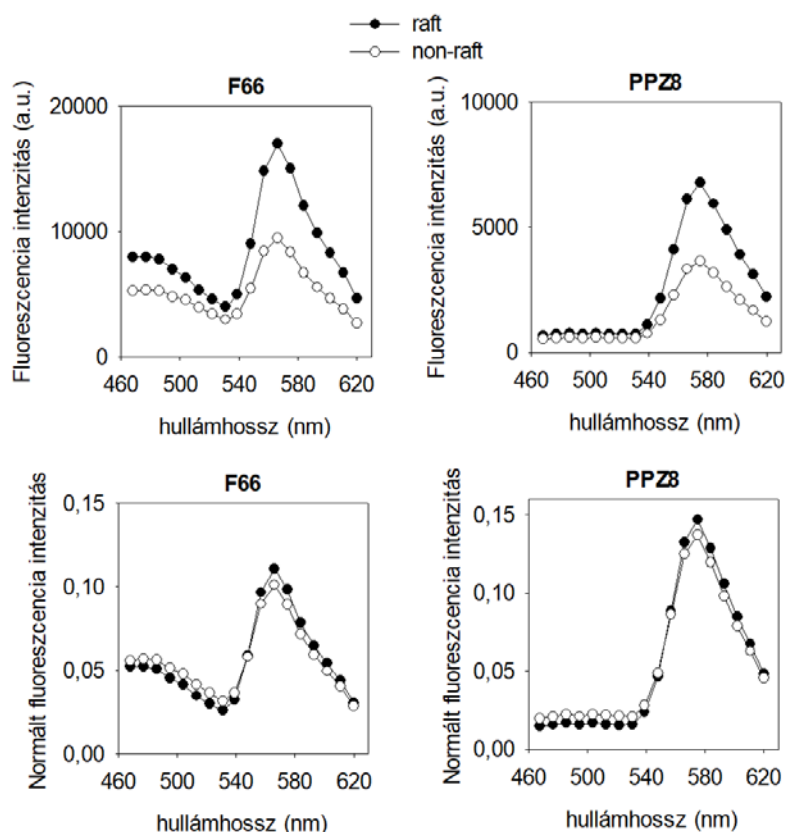 raft
non-raft
F66
Fluoreszcencia intenzitás (a.u.)
20000
10000
0
460 500 540 580 620
hullámhossz (nm)
PPZ8
Fluoreszcencia intenzitás (a.u.)
10000
5000
0
460 500 540 580 620
hullámhossz (nm)
F66
Normált fluoreszcencia intenzitás
0,15
0,10
0,05
0,00
460 500 540 580 620
hullámhossz (nm)
PPZ8
Normált fluoreszcencia intenzitás
0,15
0,10
0,05
0,00
460 500 540 580 620
hullámhossz (nm)